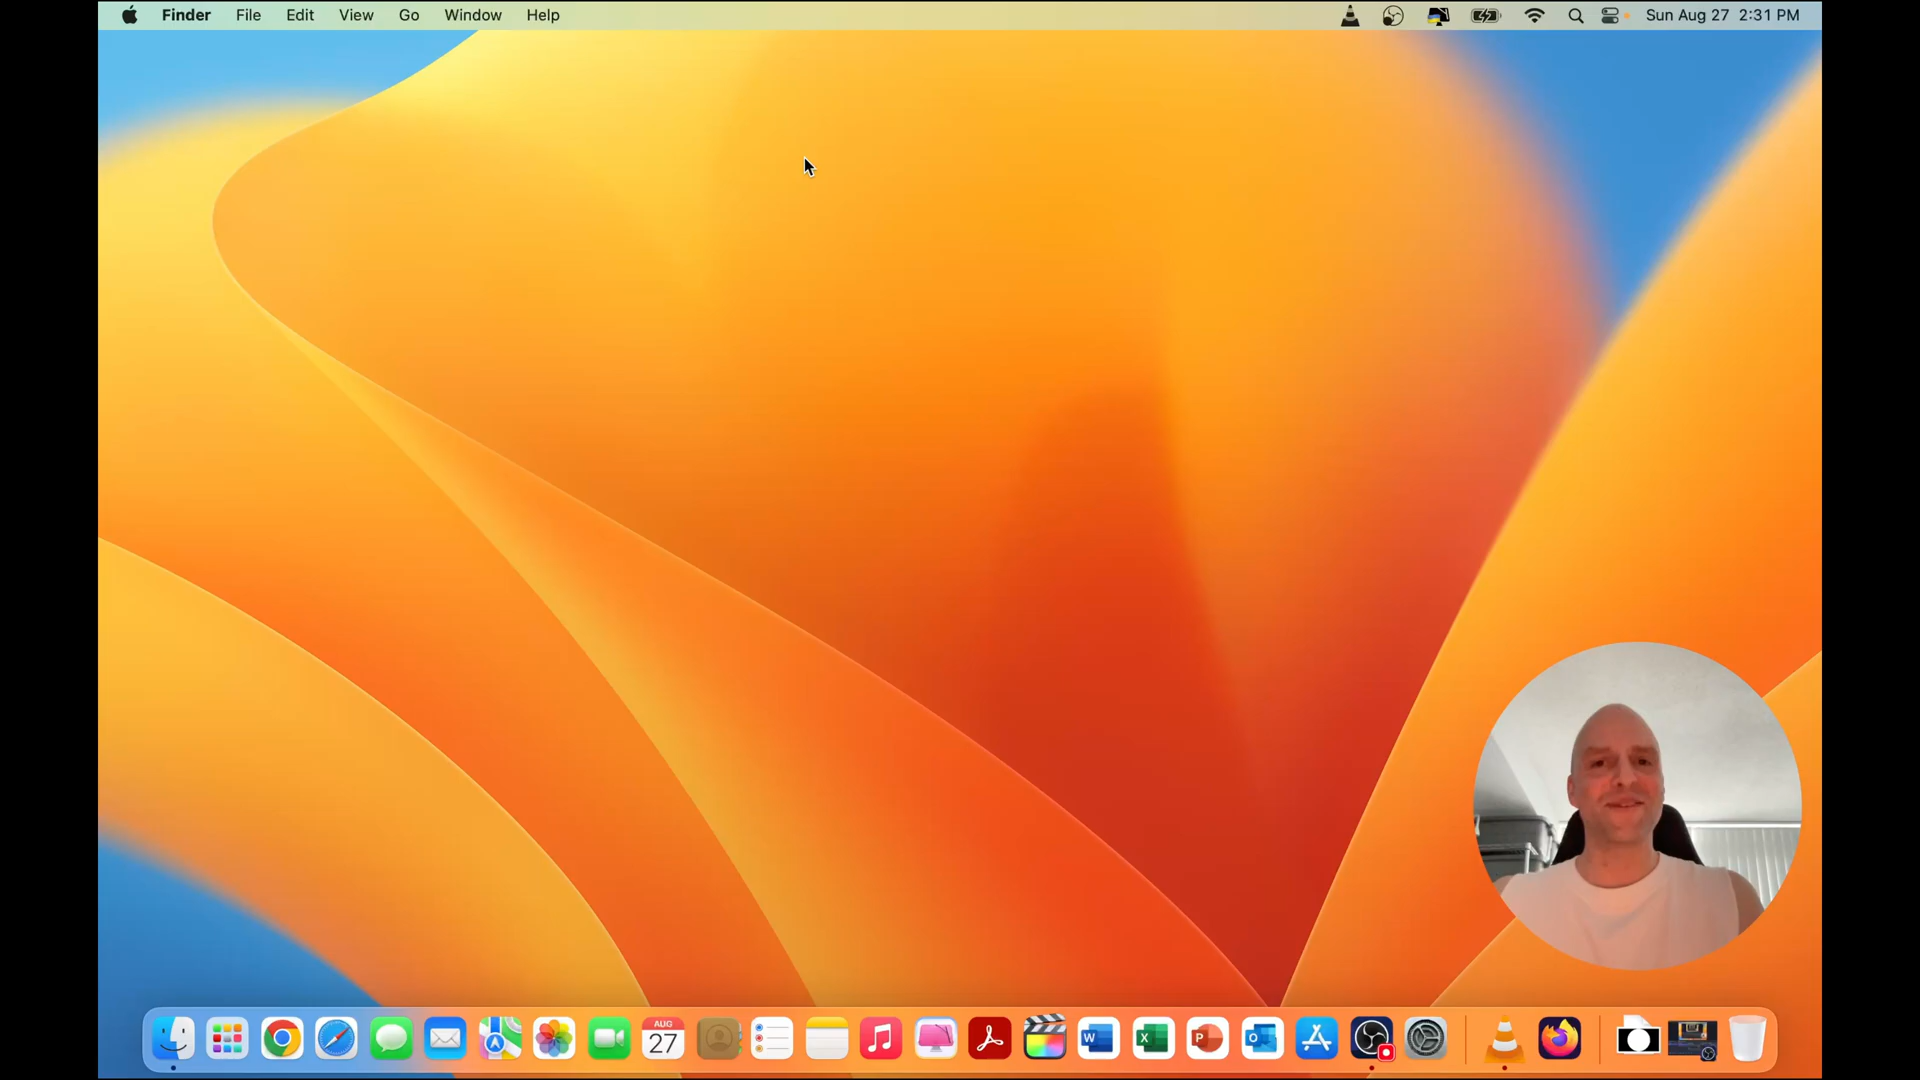 Finder File Edit View Go Window Help Sun Aug 27 2:31 PM
AUG
27
W
X
P
O